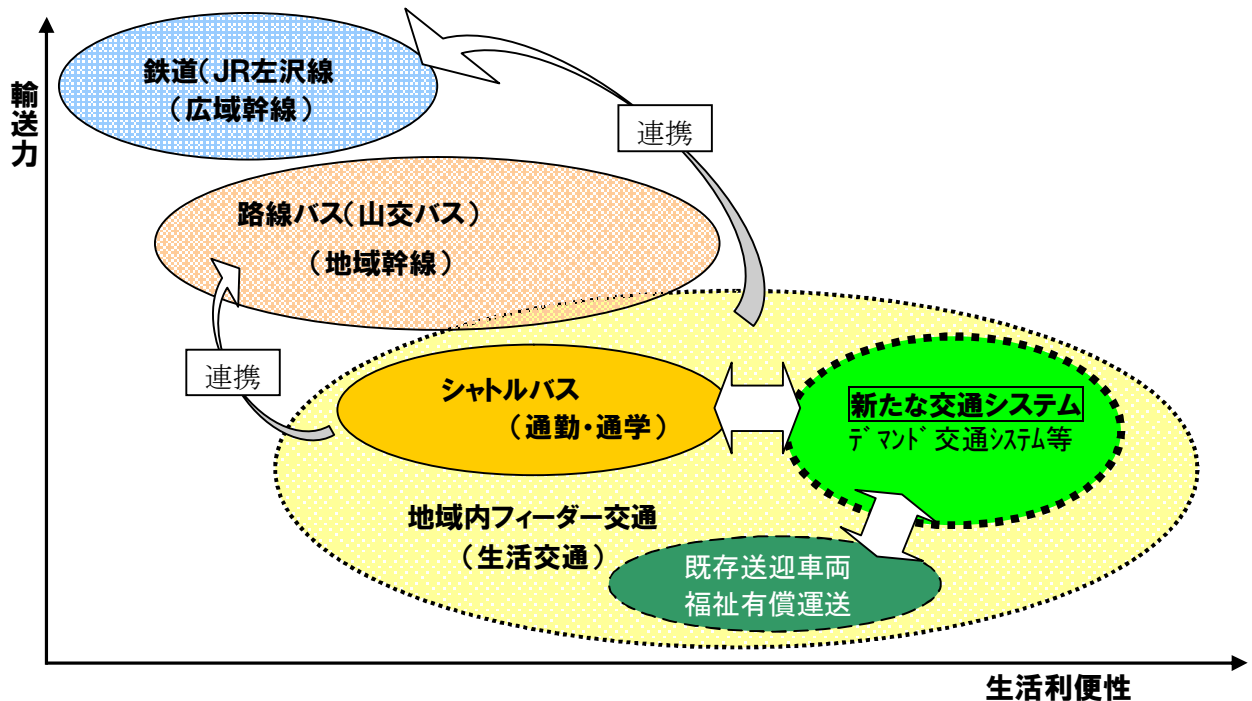 輸送力
鉄道(JR左沢線
(広域幹線)
連携
路線バス(山交バス)
(地域幹線)
連携
シャトルバス
(通勤・通学)
新たな交通システム
ﾃﾞﾏﾝﾄﾞ交通ｼｽﾃﾑ等
地域内フィーダー交通
(生活交通)
既存送迎車両
福祉有償運送
生活利便性